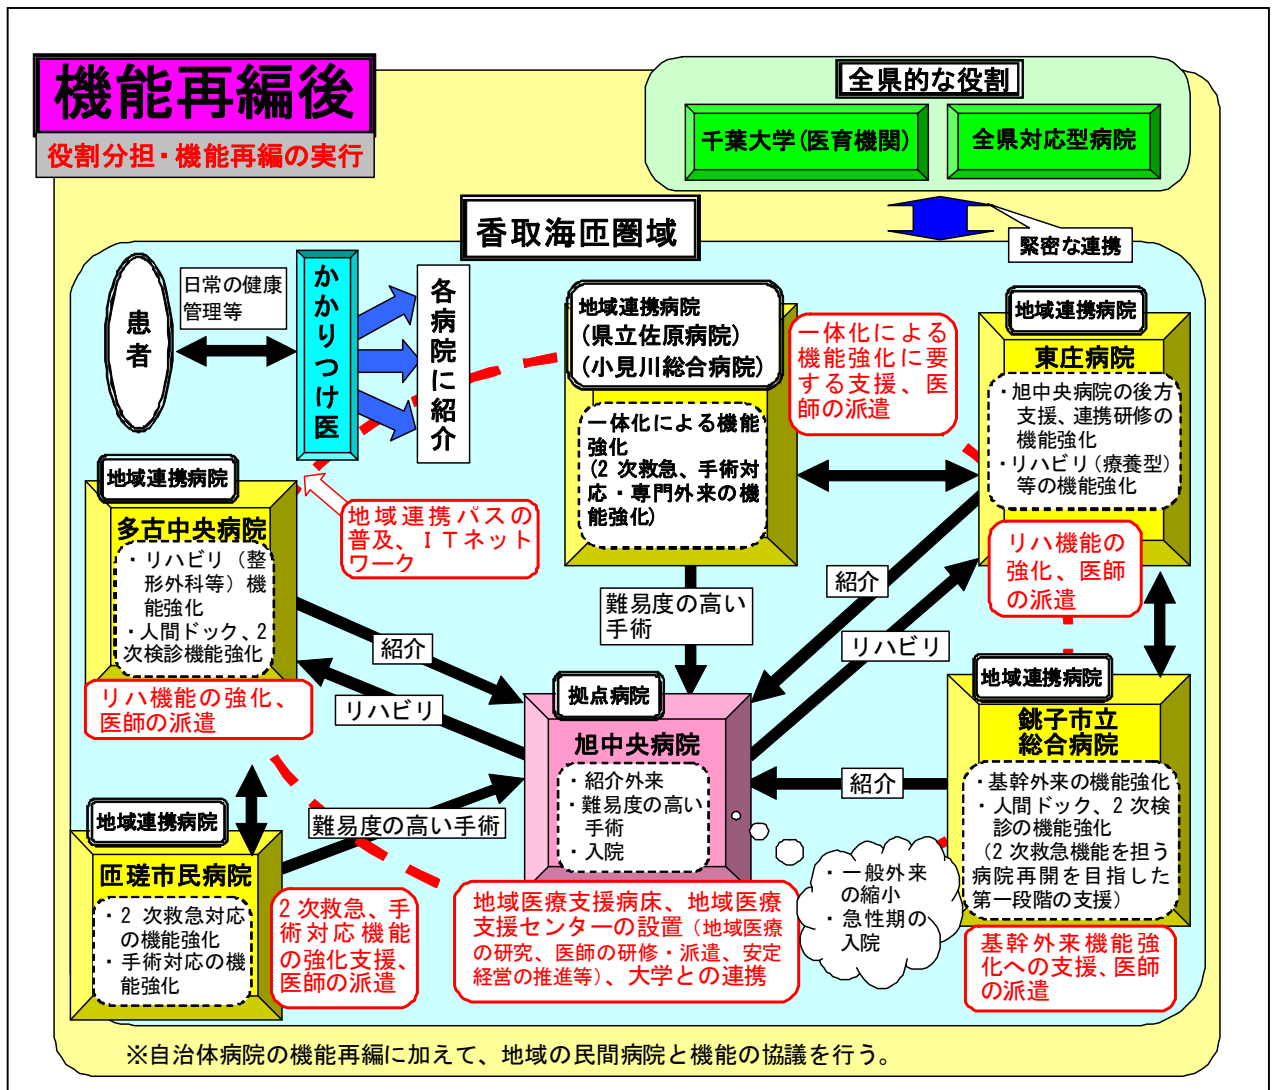 機能再編後
役割分担・機能再編の実行
全県的な役割
千葉大学（医育機関）
全県対応型病院
緊密な連携
香取海匝圏域
患者
日常の健康
管理等
かかりつけ医
各病院に紹介
地域連携病院
（県立佐原病院）
（小見川総合病院）
一体化による機能
強化
（2 次救急、手術対
応・専門外来の機
能強化）
一体化による
機能強化に要
する支援、医
師の派遣
地域連携病院
東庄病院
・旭中央病院の後方
支援、連携研修の
機能強化
・リハビリ（療養型）
等の機能強化
リハ機能の
強化、医師
の派遣
地域連携病院
多古中央病院
・リハビリ（整
形外科等）機
能強化
・人間ドック、2
次検診機能強化
リハ機能の強化、
医師の派遣
地域連携パスの
普及、ＩＴネット
ワーク
難易度の高い
手術
紹介
リハビリ
紹介
リハビリ
拠点病院
旭中央病院
・紹介外来
・難易度の高い
手術
・入院
地域連携病院
銚子市立
総合病院
・基幹外来の機能強化
・人間ドック、2 次検
診の機能強化
（2 次救急機能を担う
病院再開を目指した
第一段階の支援）
基幹外来機能強
化への支援、医師
の派遣
紹介
難易度の高い手術
地域連携病院
匝瑳市民病院
・2 次救急対応
の機能強化
・手術対応の機
能強化
2 次救急、手
術対応機能
の強化支援、
医師の派遣
地域医療支援病床、地域医療
支援センターの設置（地域医療
の研究、医師の研修・派遣、安定
経営の推進等）、大学との連携
・一般外来
の縮小
・急性期の
入院
※自治体病院の機能再編に加えて、地域の民間病院と機能の協議を行う。